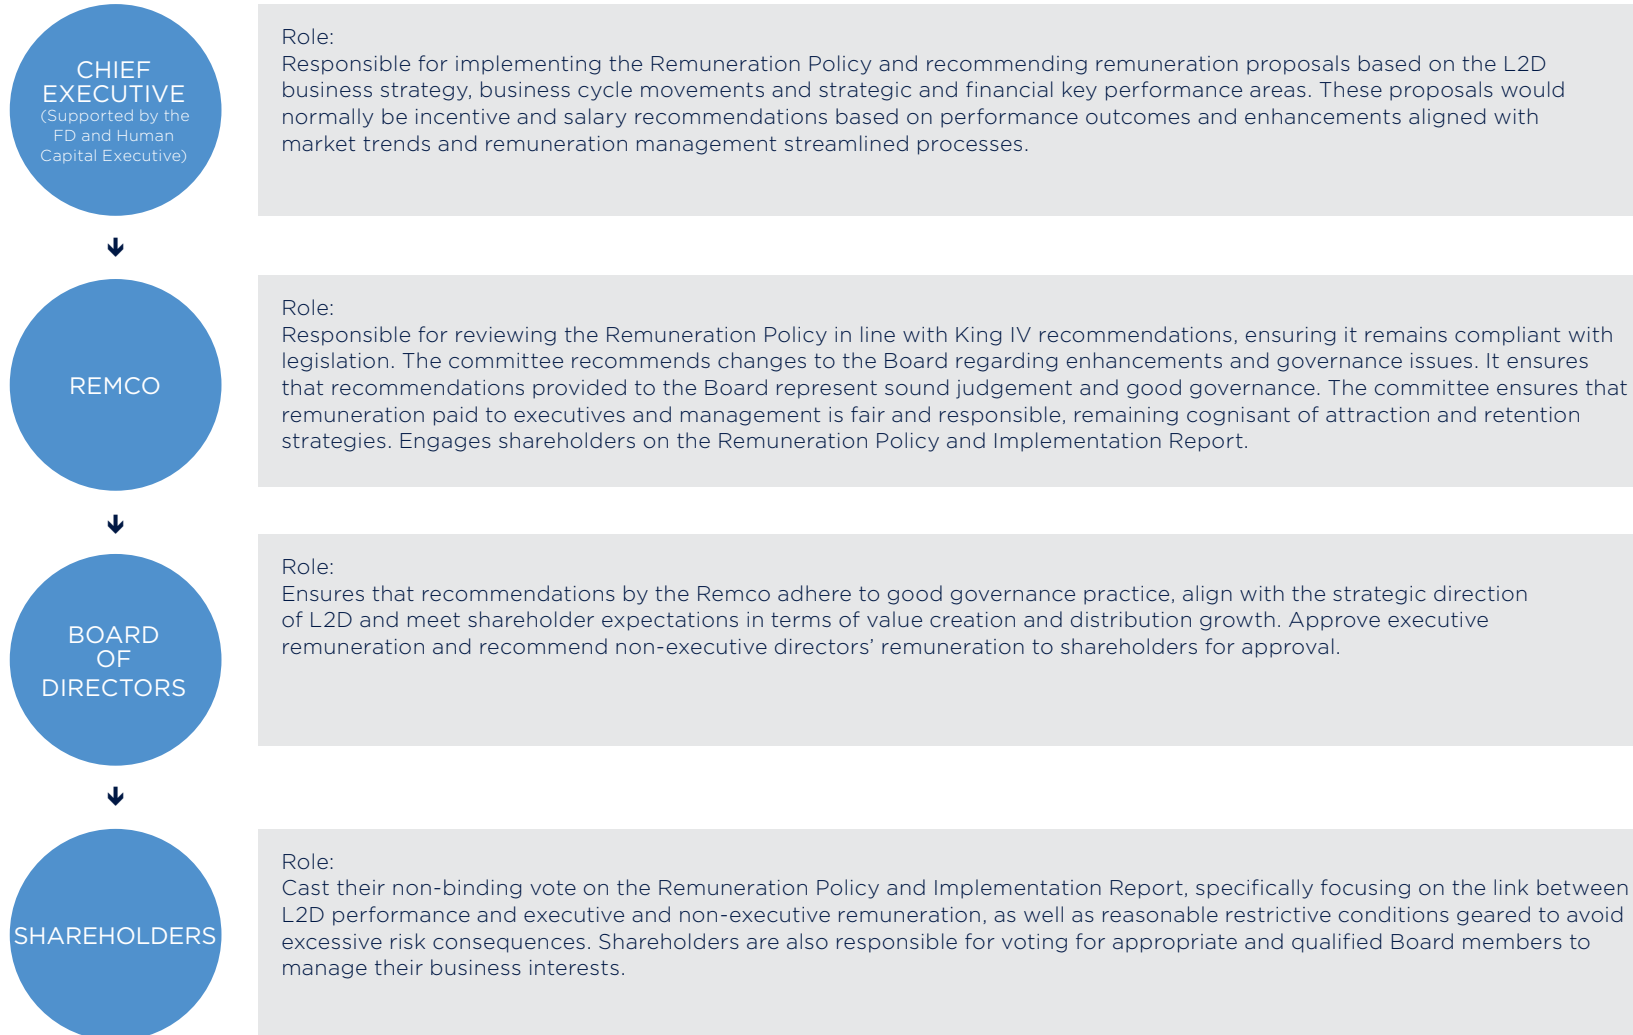 CHIEF
EXECUTIVE
(Supported by the
FD and Human
Capital Executive)
Role:
Responsible for implementing the Remuneration Policy and recommending remuneration proposals based on the L2D
business strategy, business cycle movements and strategic and financial key performance areas. These proposals would
normally be incentive and salary recommendations based on performance outcomes and enhancements aligned with
market trends and remuneration management streamlined processes.
REMCO
Role:
Responsible for reviewing the Remuneration Policy in line with King IV recommendations, ensuring it remains compliant with
legislation. The committee recommends changes to the Board regarding enhancements and governance issues. It ensures
that recommendations provided to the Board represent sound judgement and good governance. The committee ensures that
remuneration paid to executives and management is fair and responsible, remaining cognisant of attraction and retention
strategies. Engages shareholders on the Remuneration Policy and Implementation Report.
BOARD
OF
DIRECTORS
Role:
Ensures that recommendations by the Remco adhere to good governance practice, align with the strategic direction
of L2D and meet shareholder expectations in terms of value creation and distribution growth. Approve executive
remuneration and recommend non-executive directors’ remuneration to shareholders for approval.
SHAREHOLDERS
Role:
Cast their non-binding vote on the Remuneration Policy and Implementation Report, specifically focusing on the link between
L2D performance and executive and non-executive remuneration, as well as reasonable restrictive conditions geared to avoid
excessive risk consequences. Shareholders are also responsible for voting for appropriate and qualified Board members to
manage their business interests.